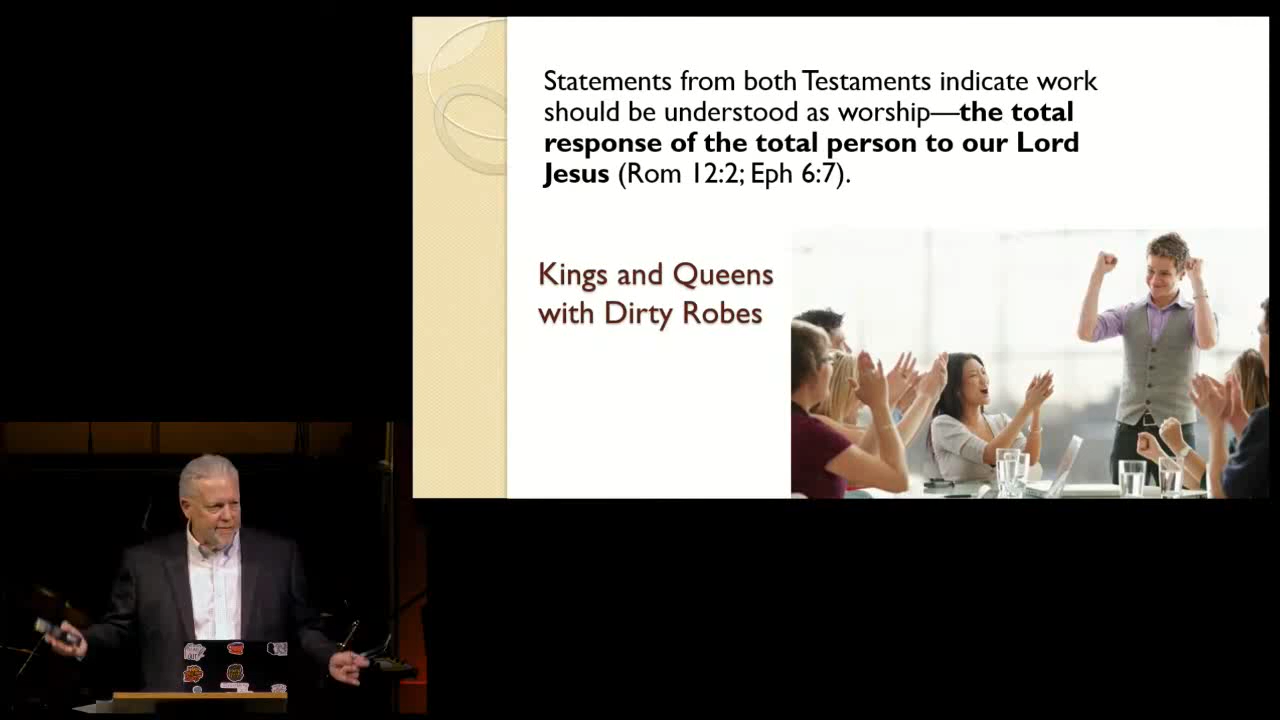 Statements from both Testaments indicate work
should be understood as worship—the total
response of the total person to our Lord
Jesus (Rom 12:2; Eph 6:7).
Kings and Queens
with Dirty Robes